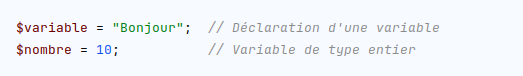 $variable = "Bonjour";  // Déclaration d'une variable
$nombre = 10;           // Variable de type entier